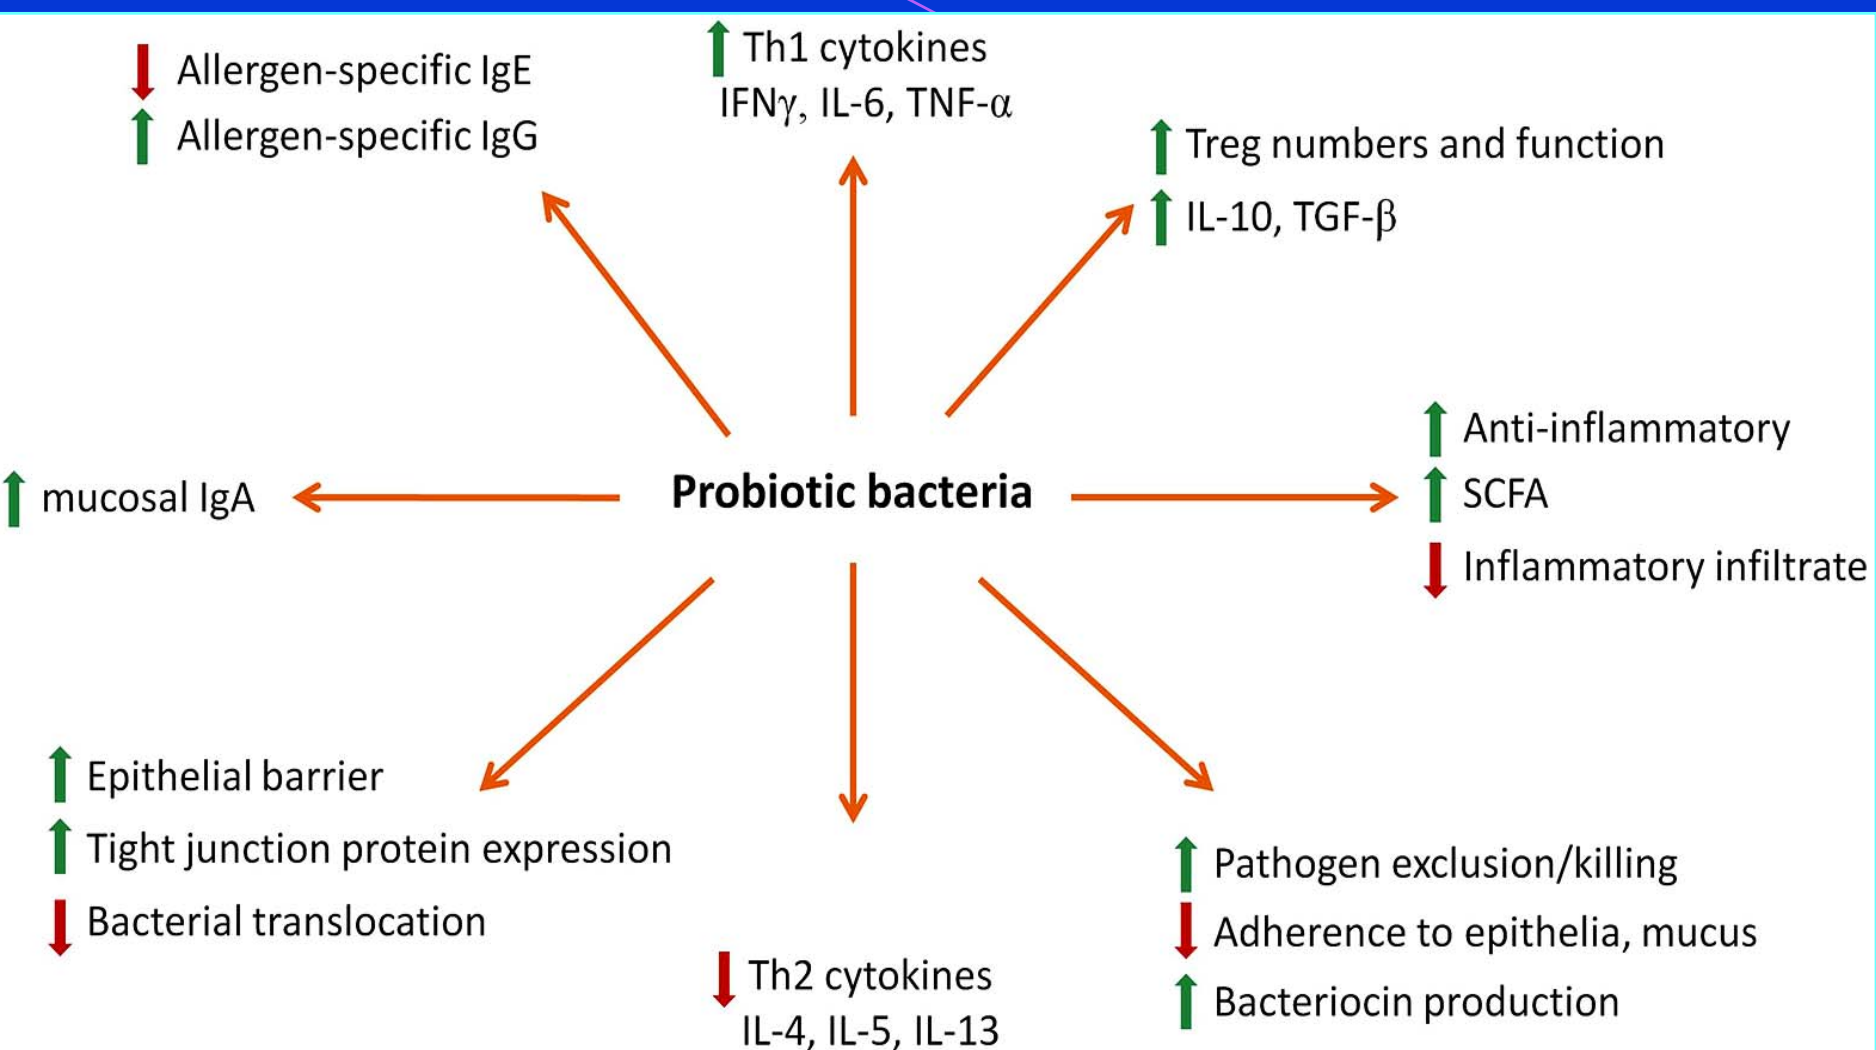 Allergen-specific IgE
Allergen-specific IgG
Th1 cytokines
IFNγ, IL-6, TNF-α
Treg numbers and function
IL-10, TGF-β
mucosal IgA
Probiotic bacteria
Anti-inflammatory
SCFA
Inflammatory infiltrate
Epithelial barrier
Tight junction protein expression
Bacterial translocation
Th2 cytokines
IL-4, IL-5, IL-13
Pathogen exclusion/killing
Adherence to epithelia, mucus
Bacteriocin production